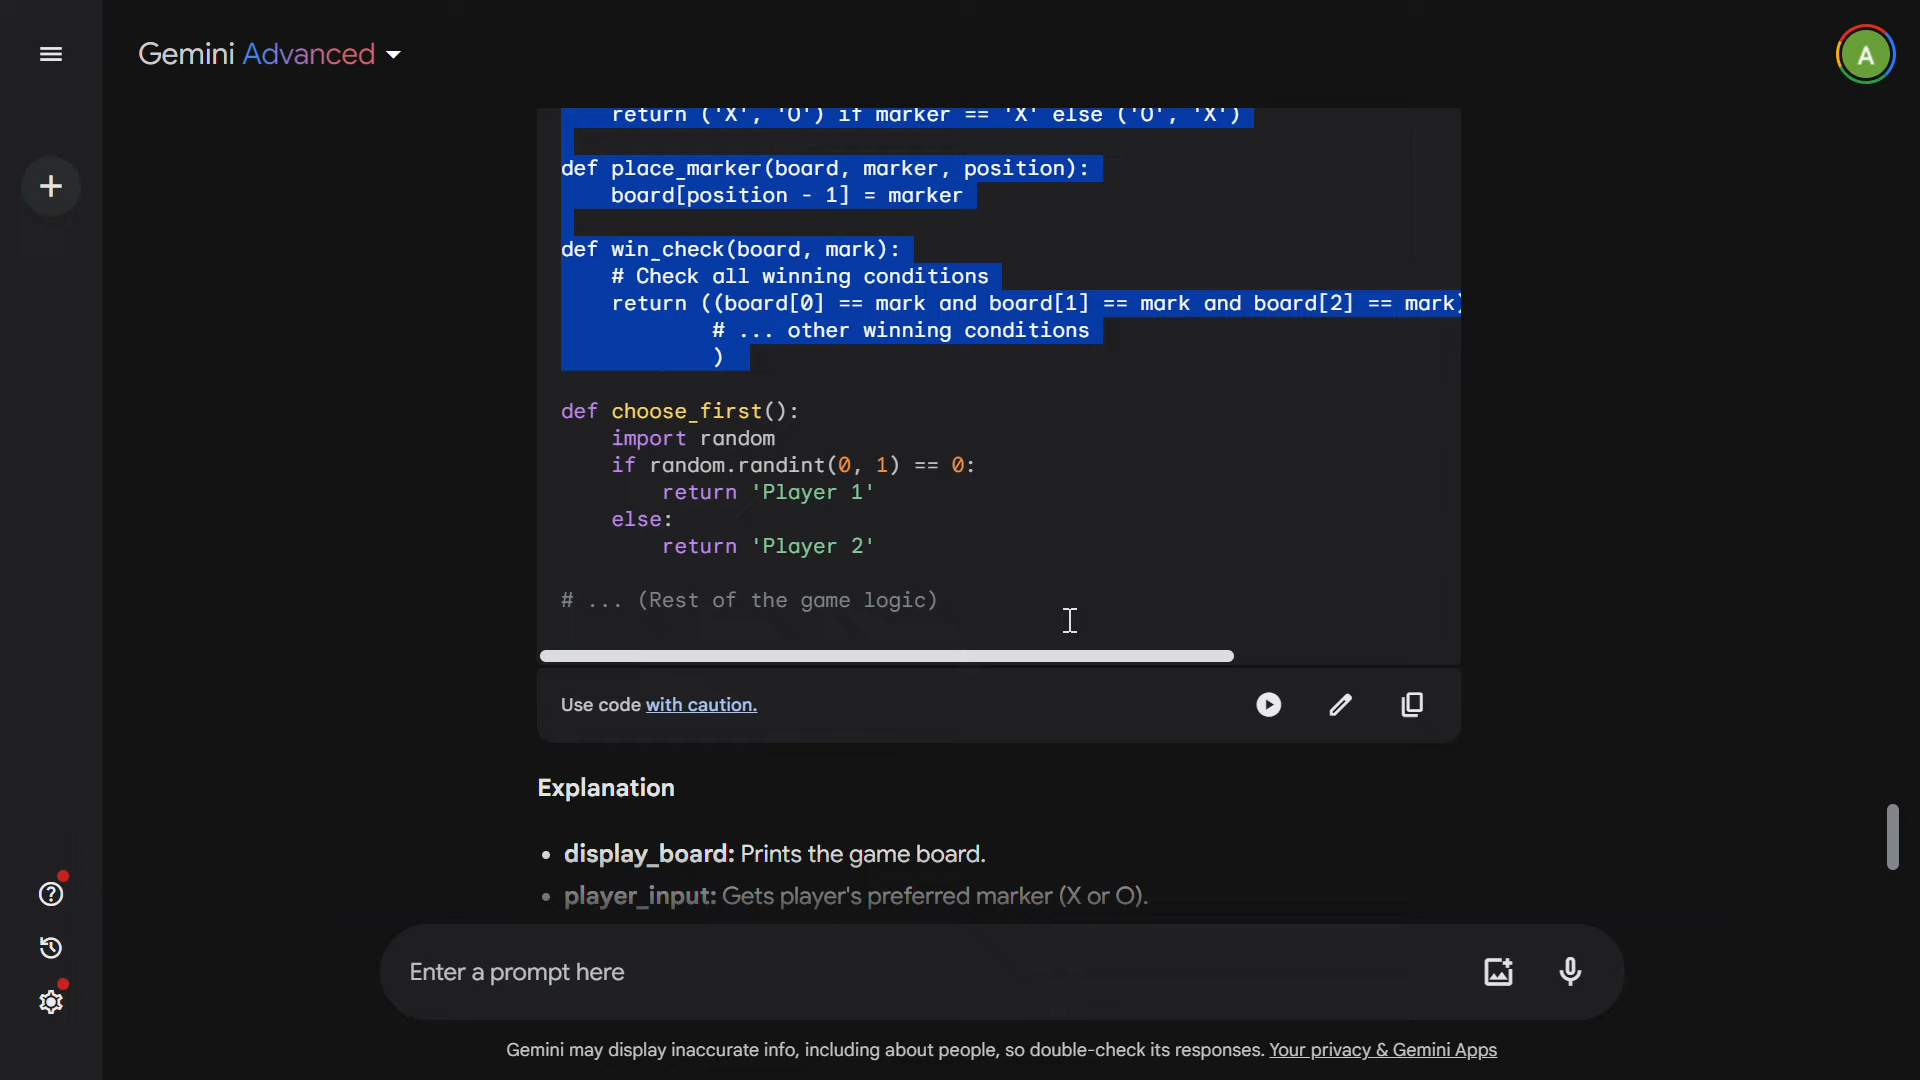 Gemini Advanced
A
return ('X', 'O') if marker == 'X' else ('O', 'X')
def place_marker(board, marker, position):
board[position - 1] = marker
def win_check(board, mark):
# Check all winning conditions
return ((board[0] == mark and board[1] == mark and board[2] == mark)
# ... other winning conditions
)
def choose_first():
import random
if random.randint(0, 1) == 0:
return 'Player 1'
else:
return 'Player 2'
# ... (Rest of the game logic)
Use code with caution.
Explanation
• display_board: Prints the game board.
• player_input: Gets player's preferred marker (X or O).
Enter a prompt here
Gemini may display inaccurate info, including about people, so double-check its responses. Your privacy & Gemini Apps